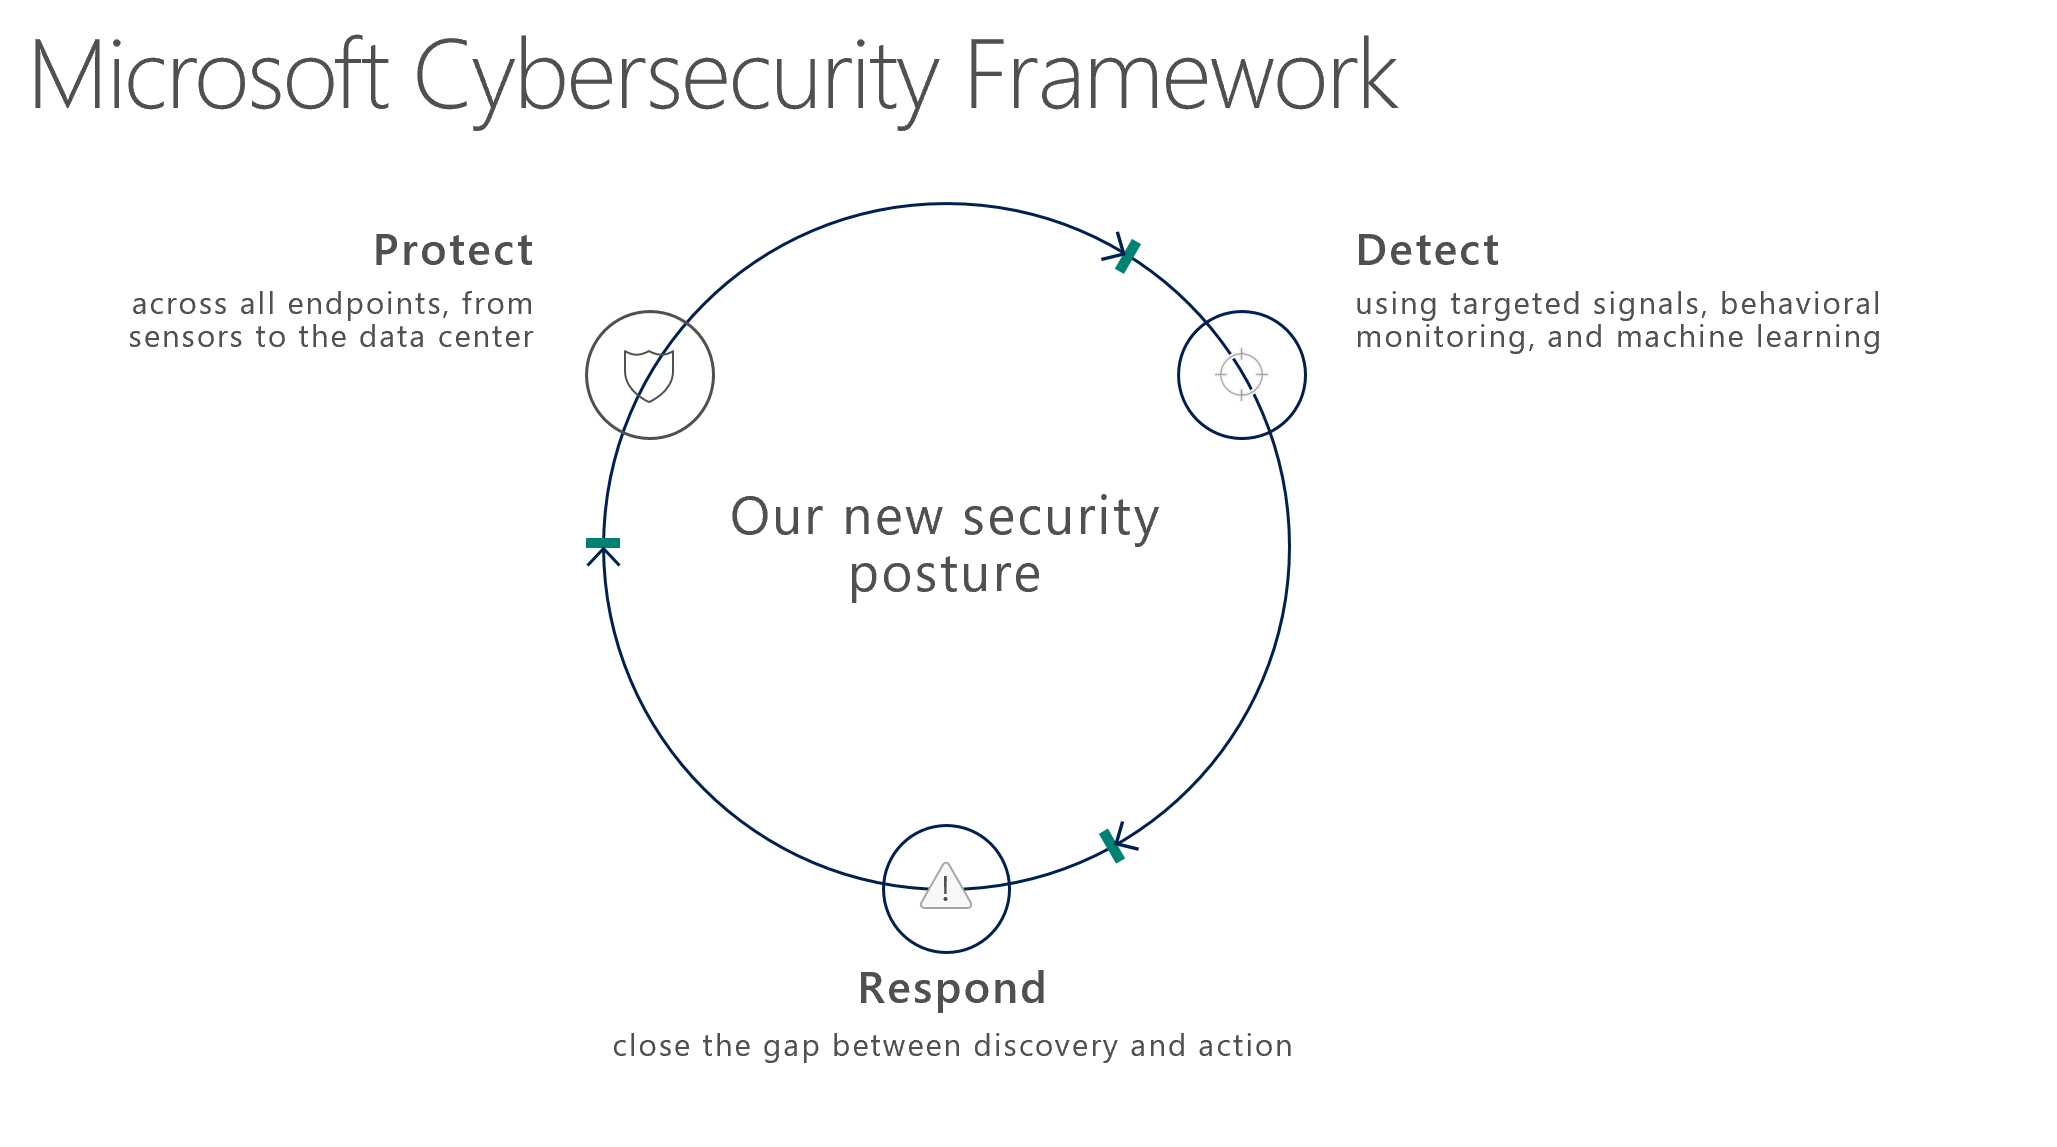 Microsoft Cybersecurity Framework
Protect
across all endpoints, from
sensors to the data center
Detect
using targeted signals, behavioral
monitoring, and machine learning
Our new security
posture
!
Respond
close the gap between discovery and action